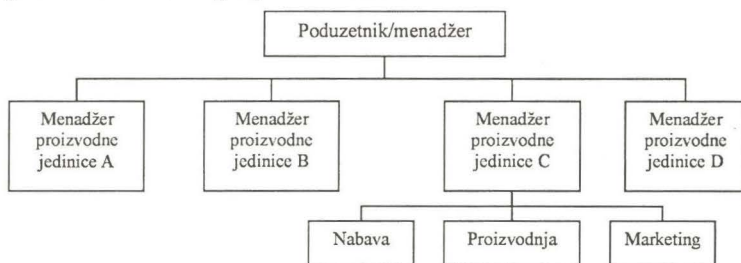 Poduzetnik/menadžer
Menadžer
proizvodne
jedinice A
Menadžer
proizvodne
jedinice B
Menadžer
proizvodne
jedinice C
Menadžer
proizvodne
jedinice D
Nabava
Proizvodnja
Marketing